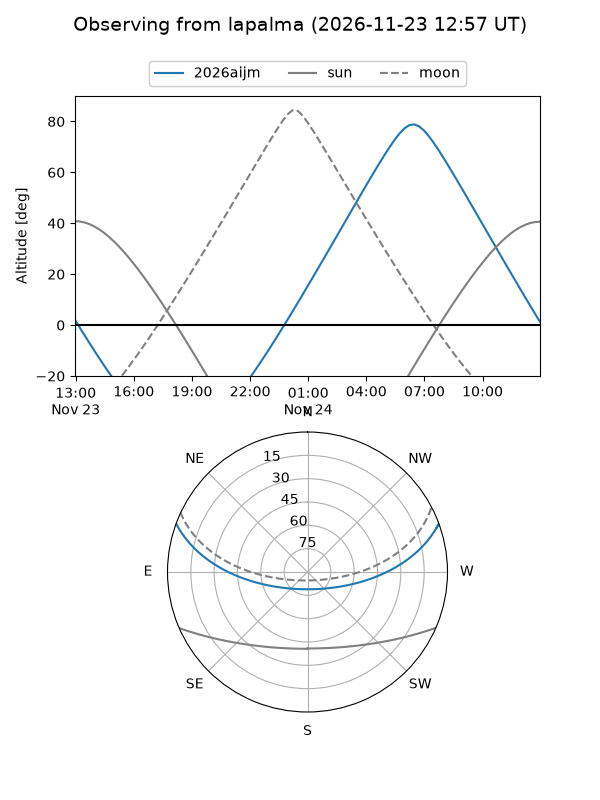 Observing from lapalma (2026-11-23 12:57 UT)
2026aijm sun moon
Altitude [deg]
80
60
40
20
0
−20
13:00 16:00 19:00 22:00 01:00 04:00 07:00 10:00
Nov 23 Nov 24
N
NE NW
15
30
45
60
75
E W
SE SW
S